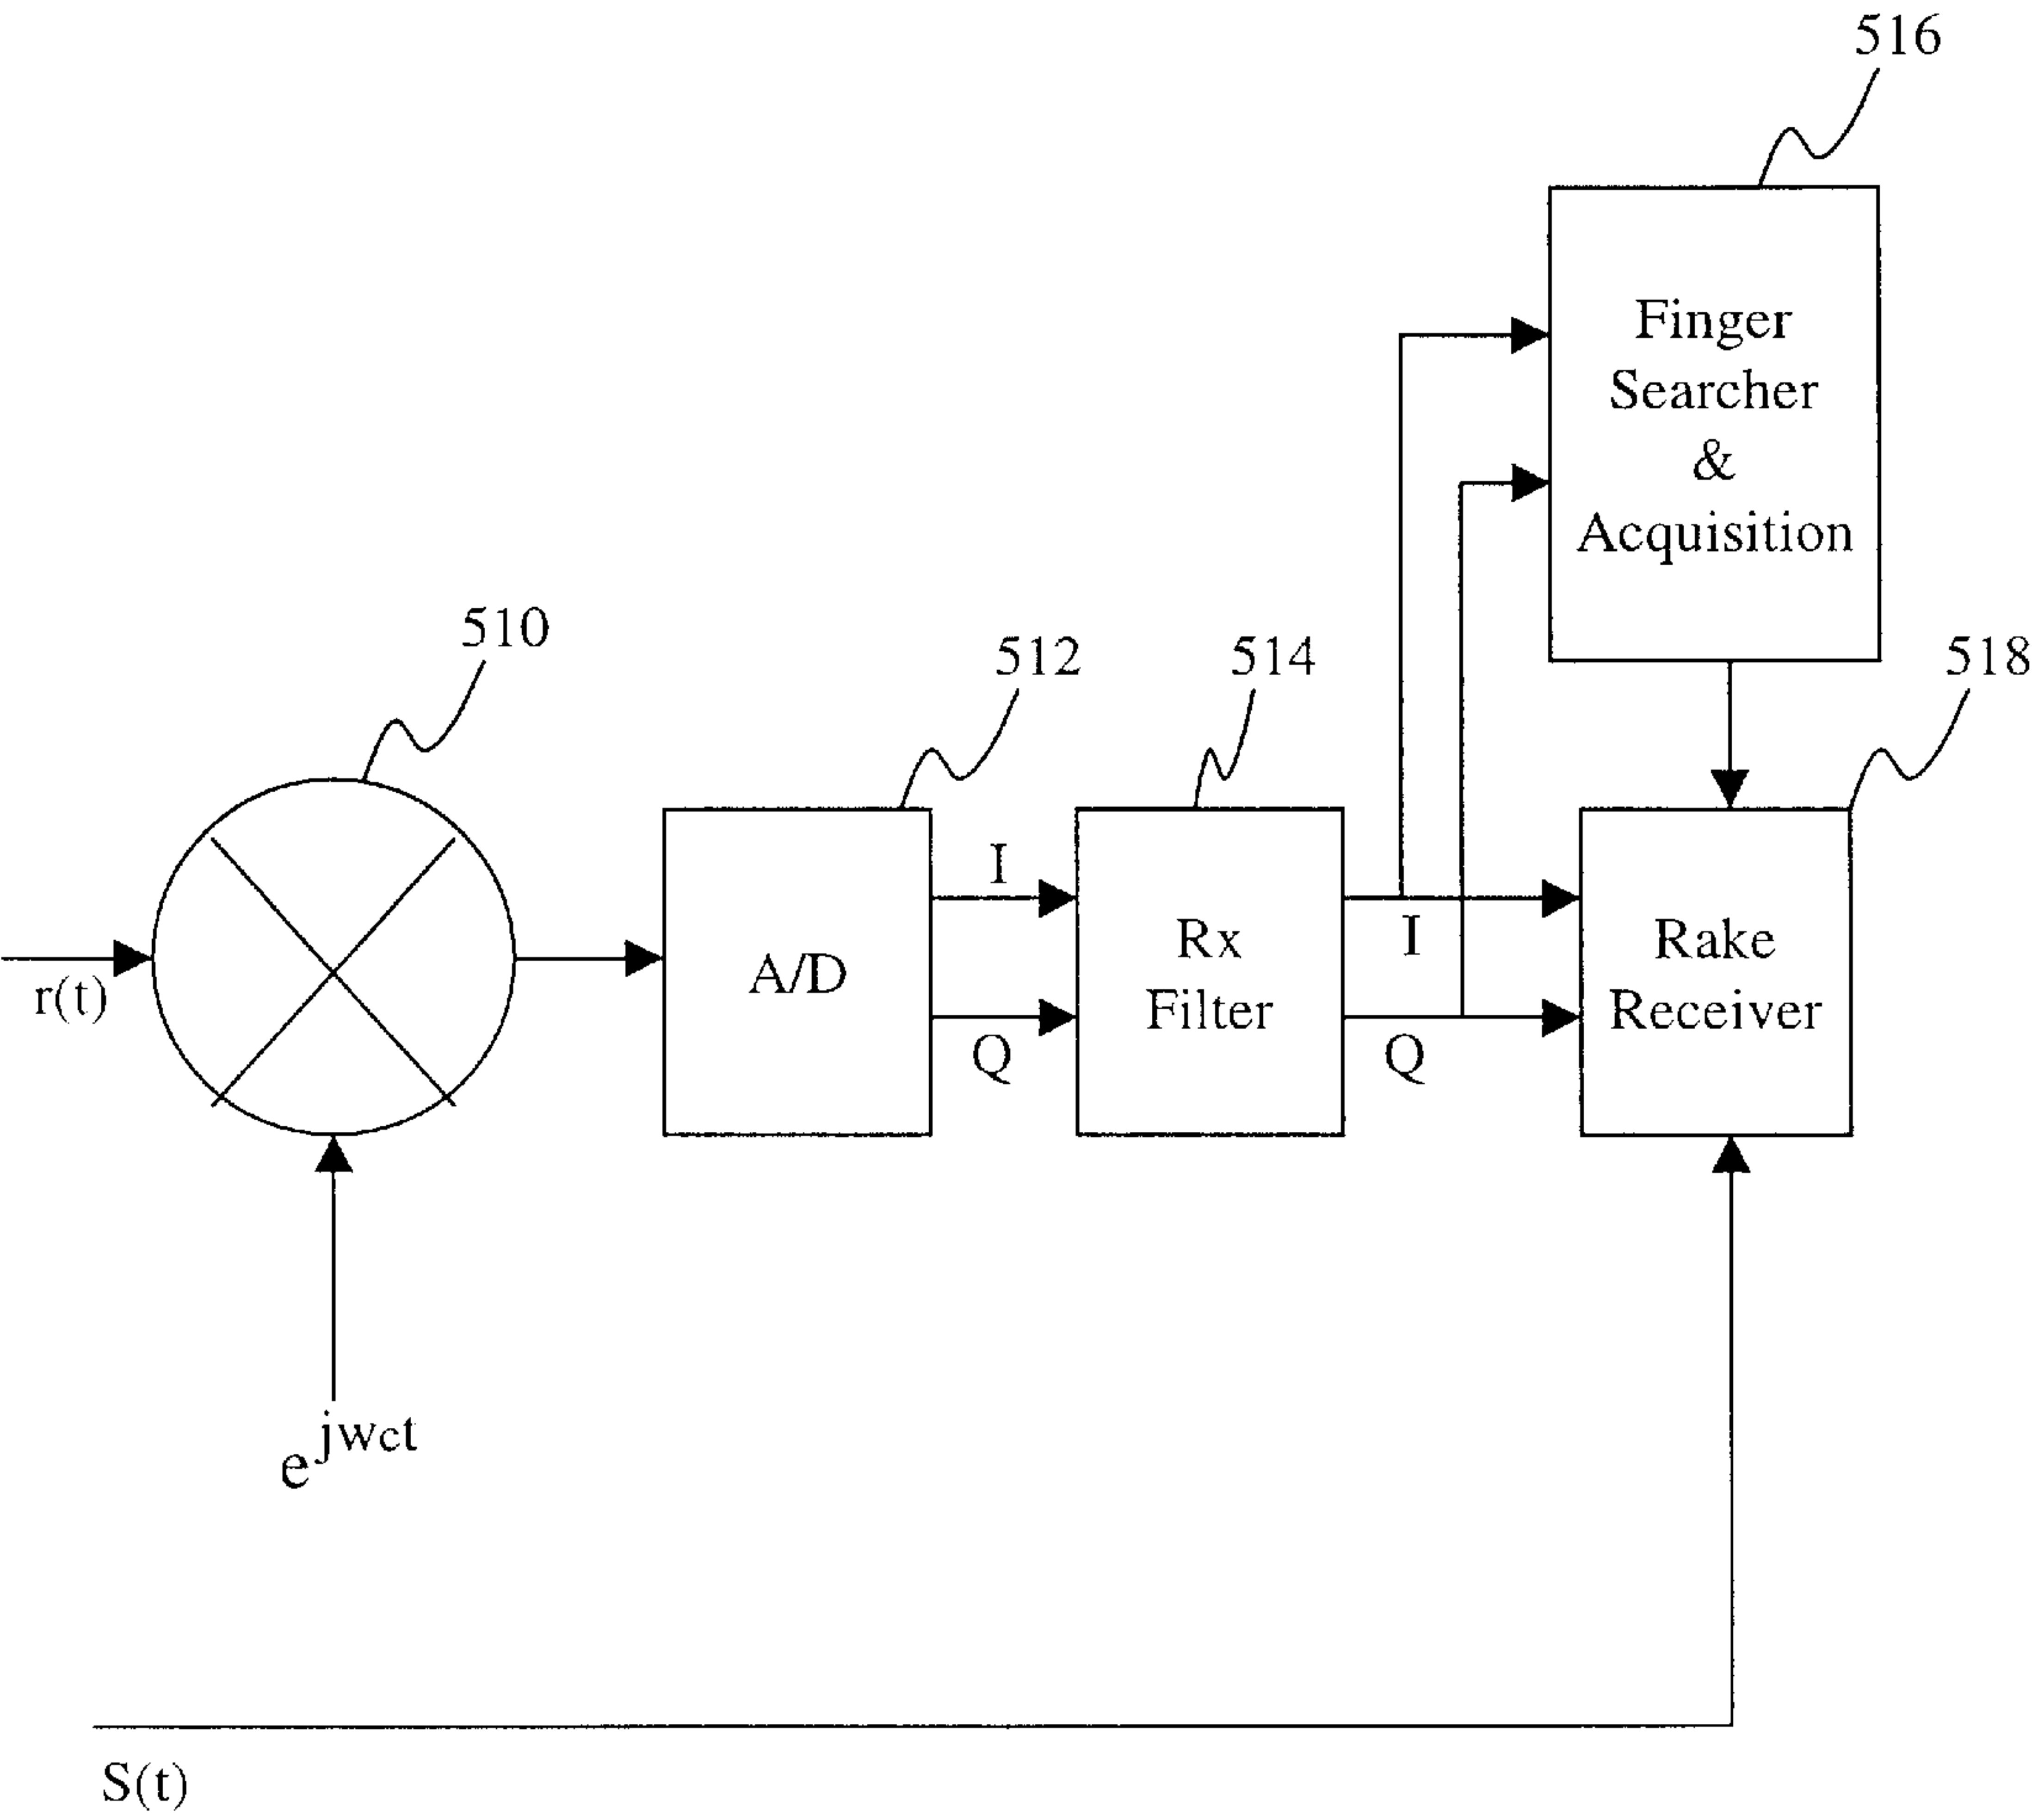 516
Finger
Searcher
&
Acquisition
510
512
514
518
I
A/D
Rx
Filter
I
Rake
Receiver
r(t)
Q
Q
e^jwct
S(t)